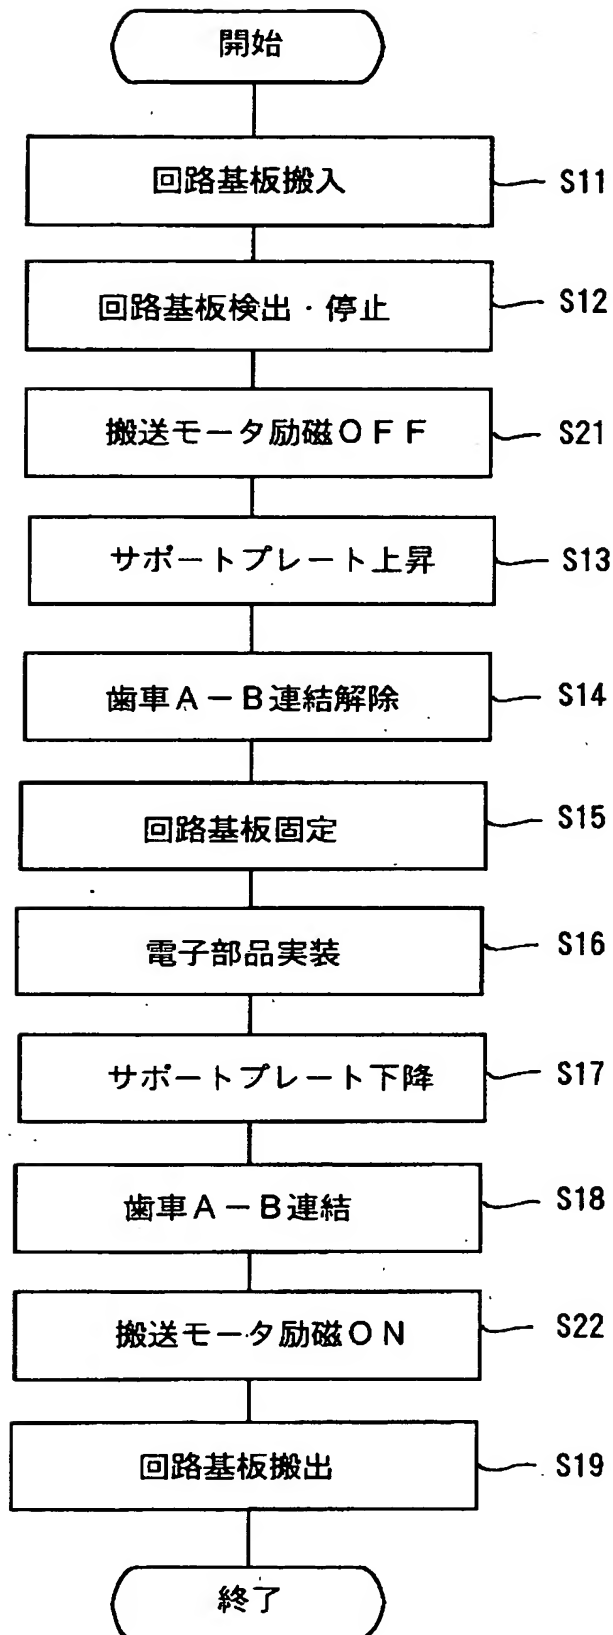 開始
回路基板搬入 S11
回路基板検出・停止 S12
搬送モータ励磁OFF S21
サポートプレート上昇 S13
歯車A-B連結解除 S14
回路基板固定 S15
電子部品実装 S16
サポートプレート下降 S17
歯車A-B連結 S18
搬送モータ励磁ON S22
回路基板搬出 S19
終了